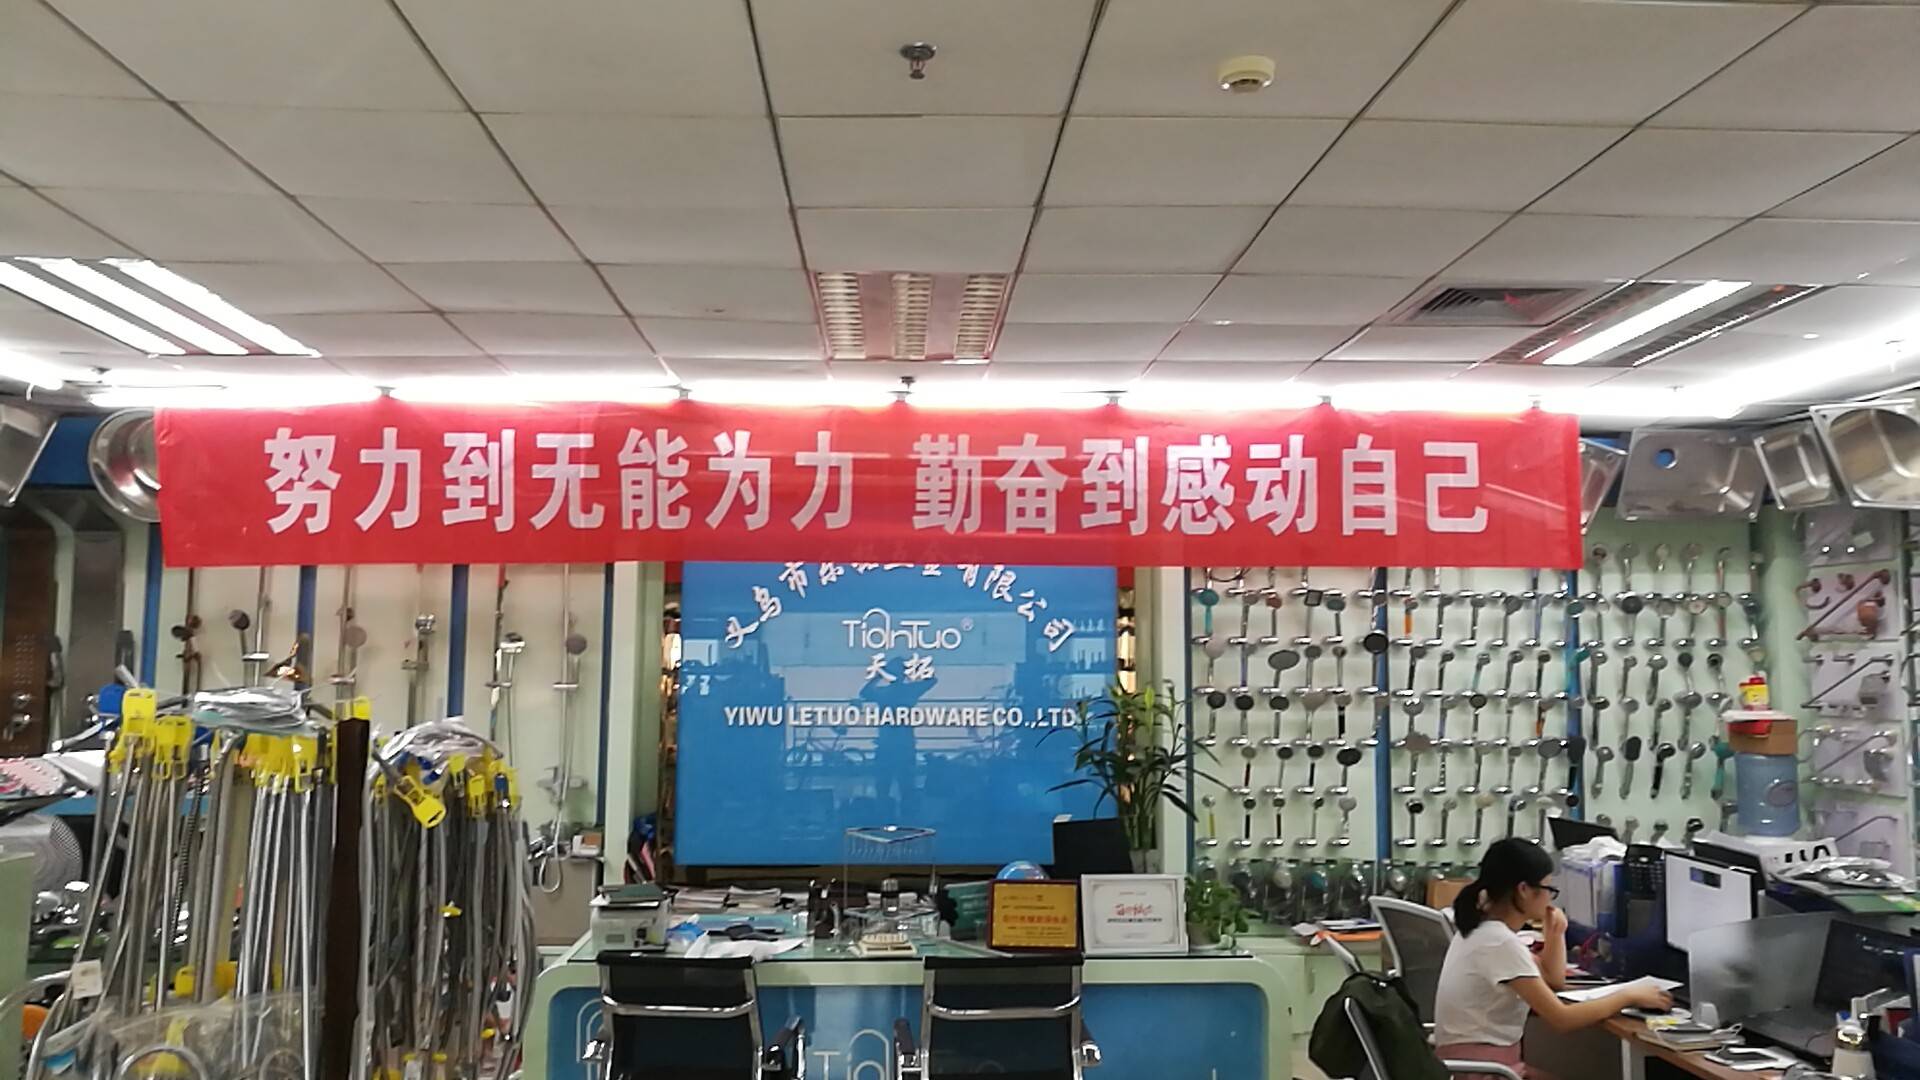 努力到无能为力 勤奋到感动自己
义乌市乐拓五金有限公司
TianTuo®
天拓
YIWU LETUO HARDWARE CO.,LTD.